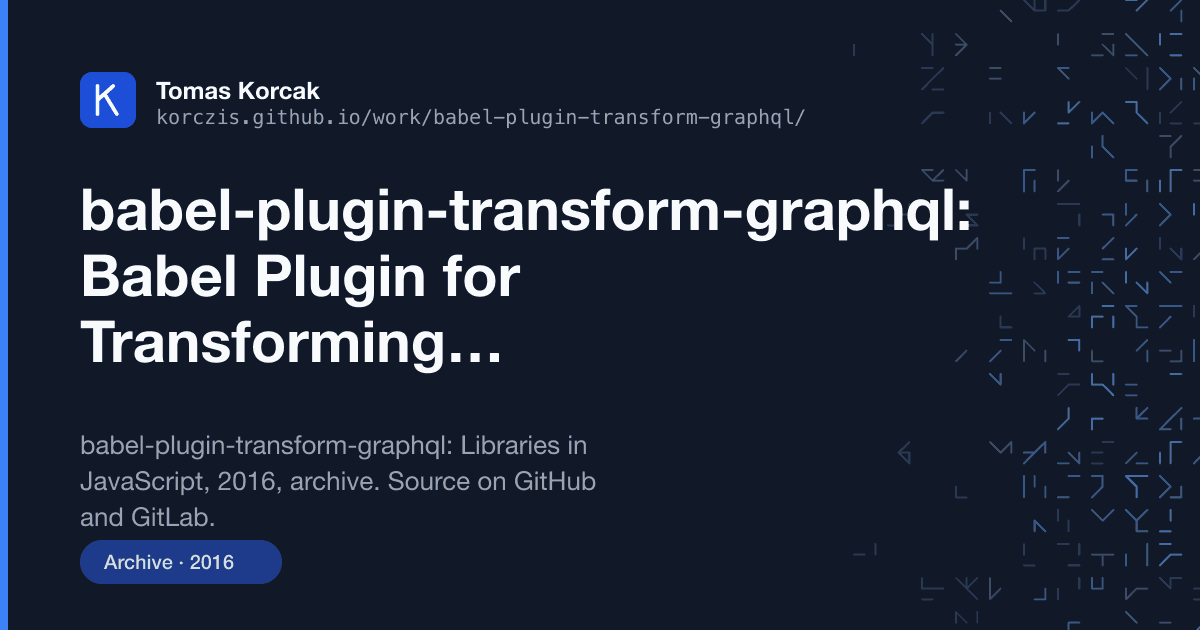 K
Tomas Korcak
korczis.github.io/work/babel-plugin-transform-graphql/
babel-plugin-transform-graphql:
Babel Plugin for
Transforming…
babel-plugin-transform-graphql: Libraries in
JavaScript, 2016, archive. Source on GitHub
and GitLab.
Archive · 2016